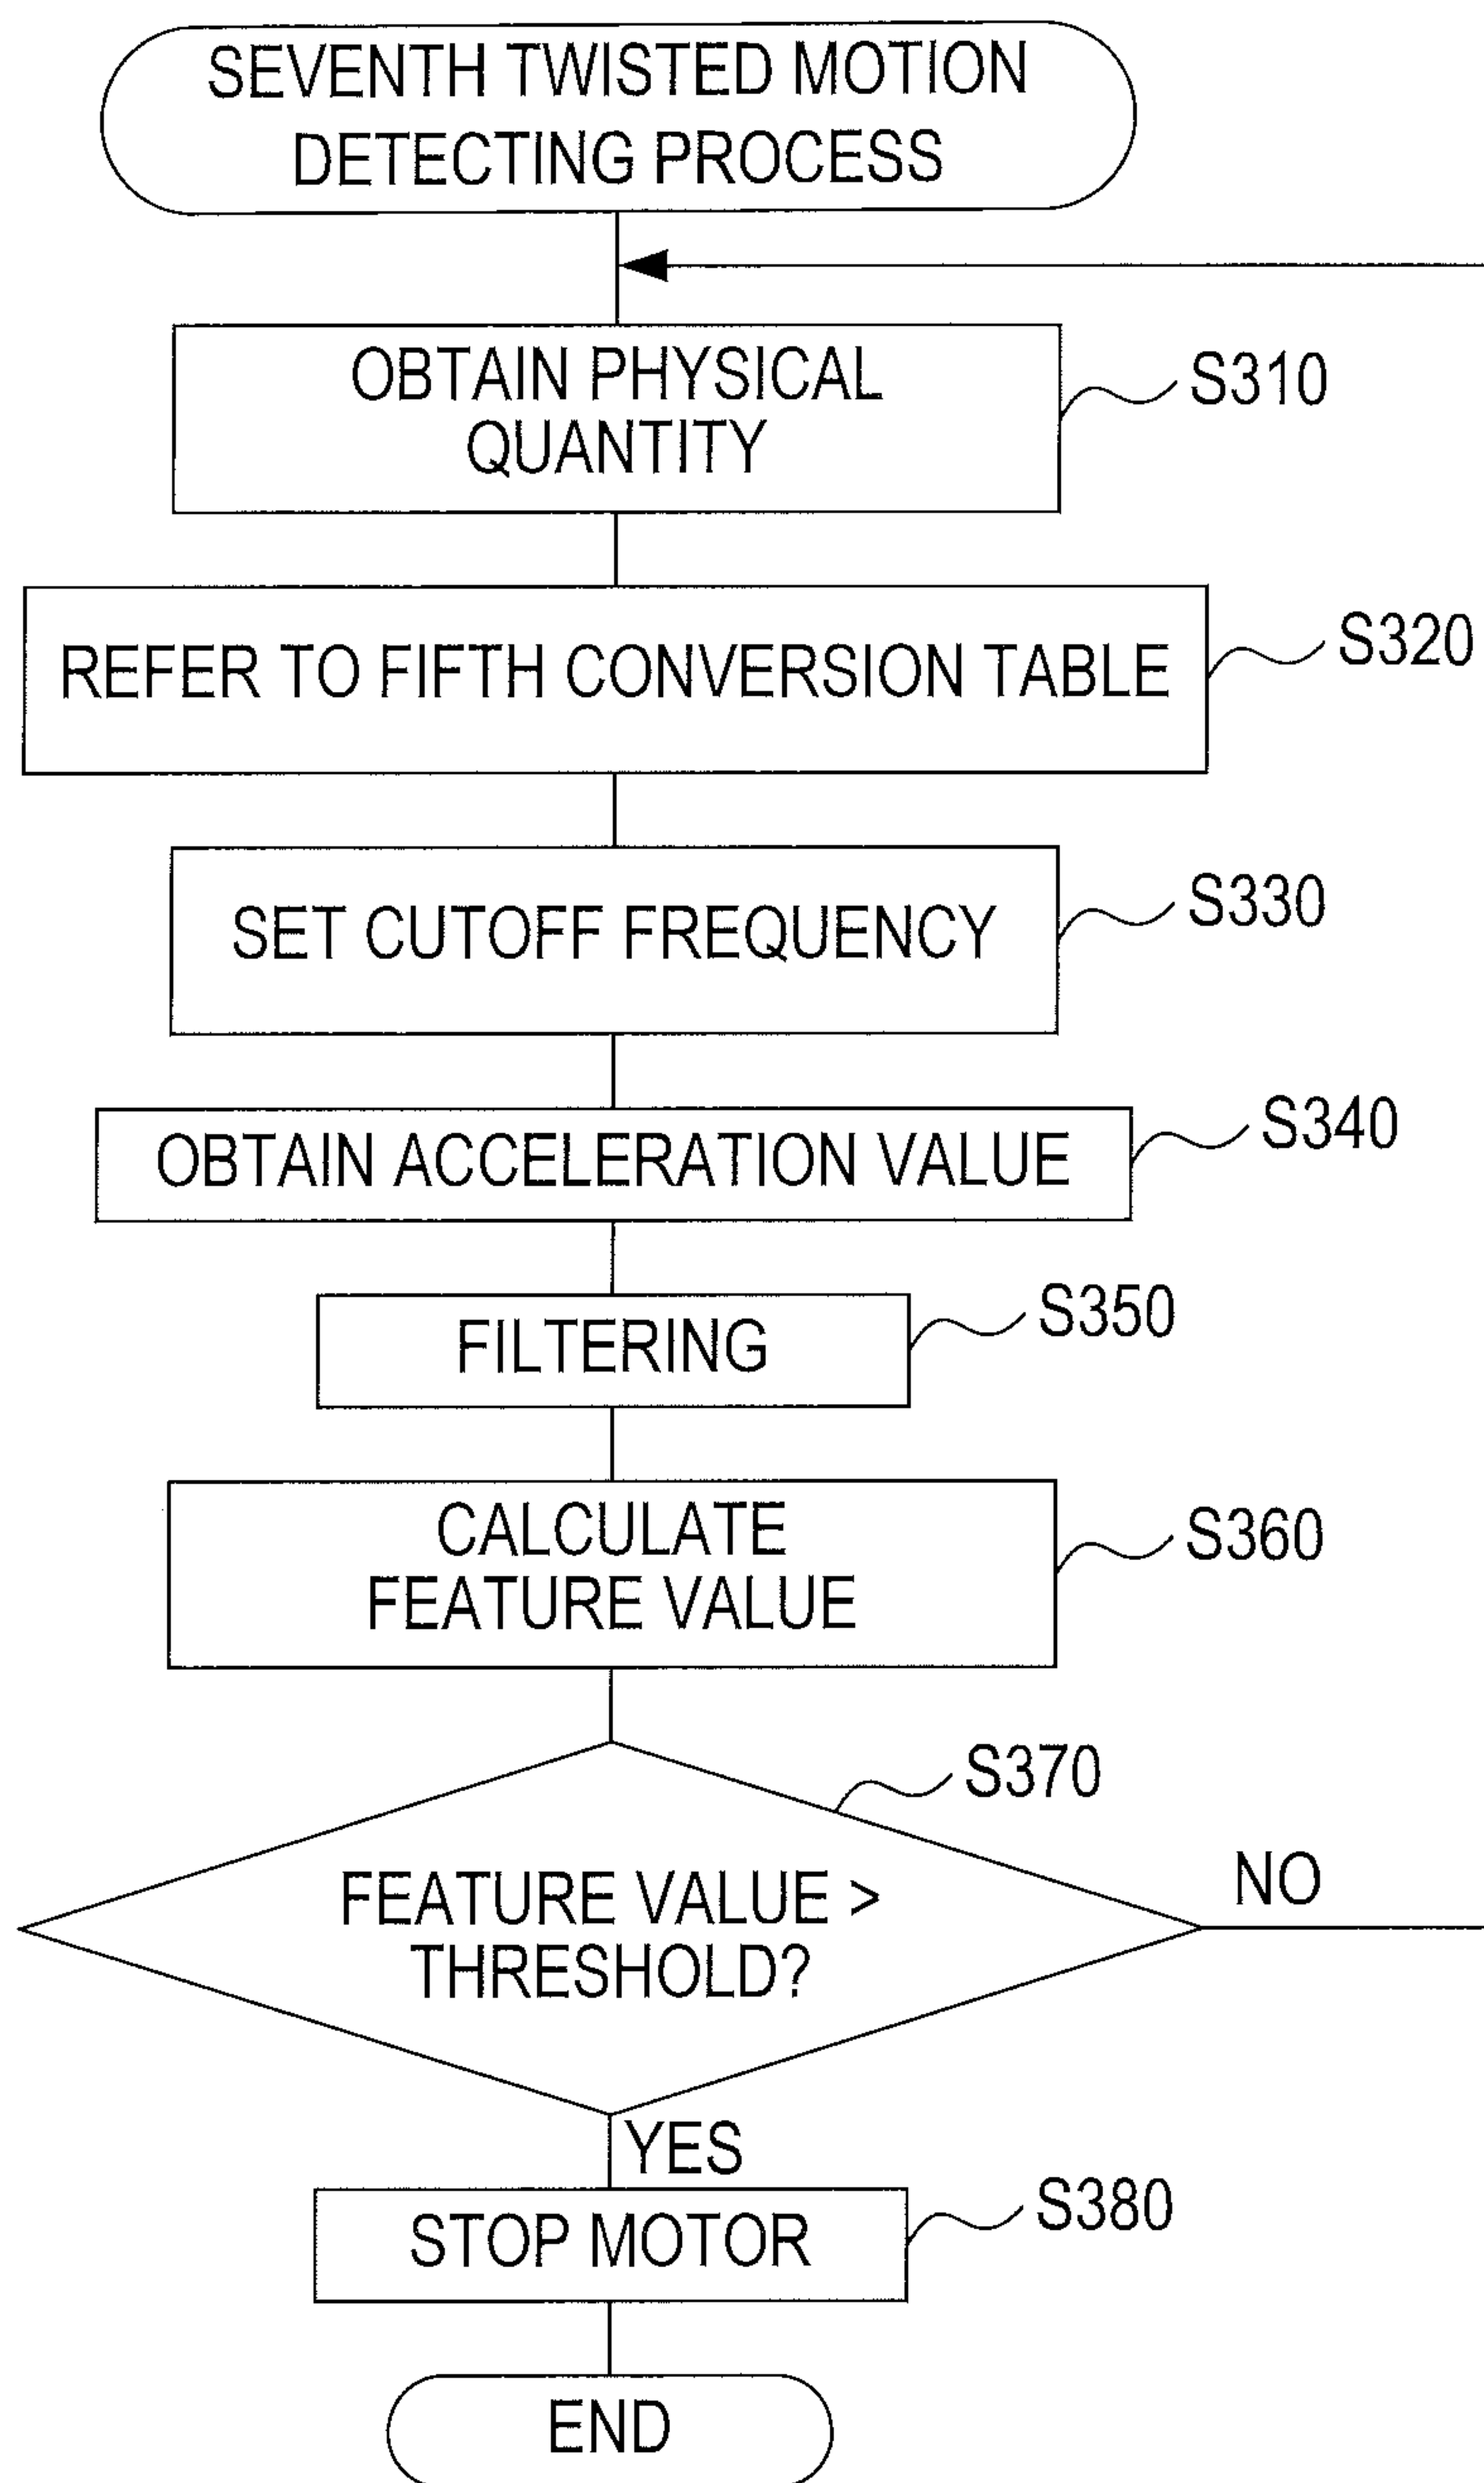 SEVENTH TWISTED MOTION
DETECTING PROCESS
OBTAIN PHYSICAL
QUANTITY
S310
REFER TO FIFTH CONVERSION TABLE
S320
SET CUTOFF FREQUENCY
S330
OBTAIN ACCELERATION VALUE
S340
FILTERING
S350
CALCULATE
FEATURE VALUE
S360
S370
FEATURE VALUE >
THRESHOLD?
NO
YES
STOP MOTOR
S380
END